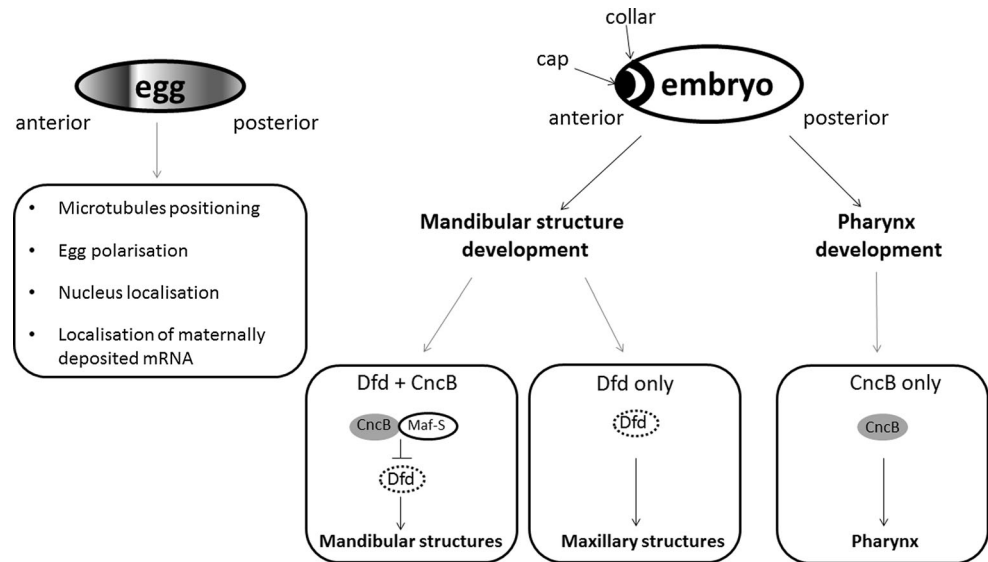 egg
anterior
posterior
• Microtubules positioning
• Egg polarisation
• Nucleus localisation
• Localisation of maternally
deposited mRNA
collar
cap
embryo
anterior
posterior
Mandibular structure
development
Pharynx
development
Dfd + CncB
CncB
Maf-S
Dfd
Mandibular structures
Dfd only
Dfd
Maxillary structures
CncB only
CncB
Pharynx